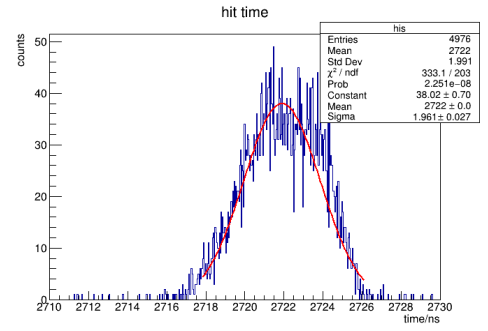 hit time
counts
his
Entries 4976
Mean 2722
Std Dev 1.991
χ² / ndf 333.1 / 203
Prob 2.251e−08
Constant 38.02 ± 0.70
Mean 2722 ± 0.0
Sigma 1.961 ± 0.027
50
40
30
20
10
0
2710 2712 2714 2716 2718 2720 2722 2724 2726 2728 2730
time/ns